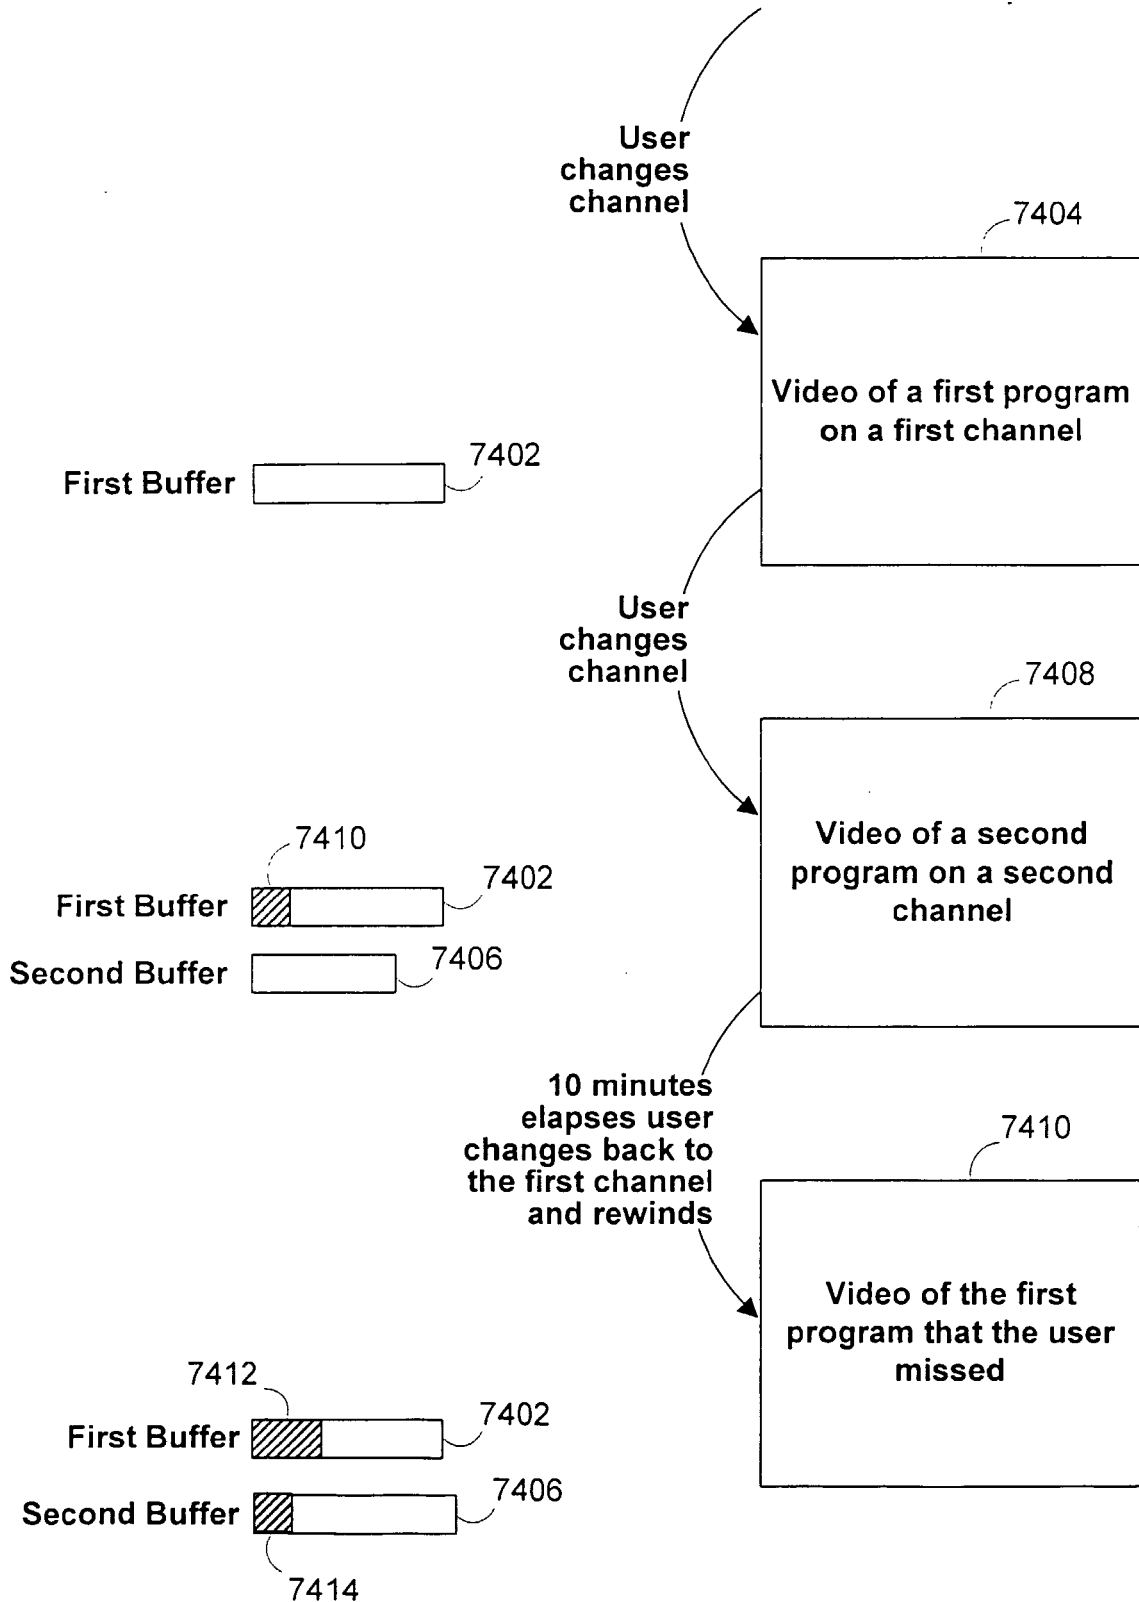 User
changes
channel
7404
Video of a first program
on a first channel
First Buffer
7402
User
changes
channel
7408
Video of a second
program on a second
channel
7410
First Buffer
7402
Second Buffer
7406
10 minutes
elapses user
changes back to
the first channel
and rewinds
7410
Video of the first
program that the user
missed
7412
First Buffer
7402
Second Buffer
7406
7414